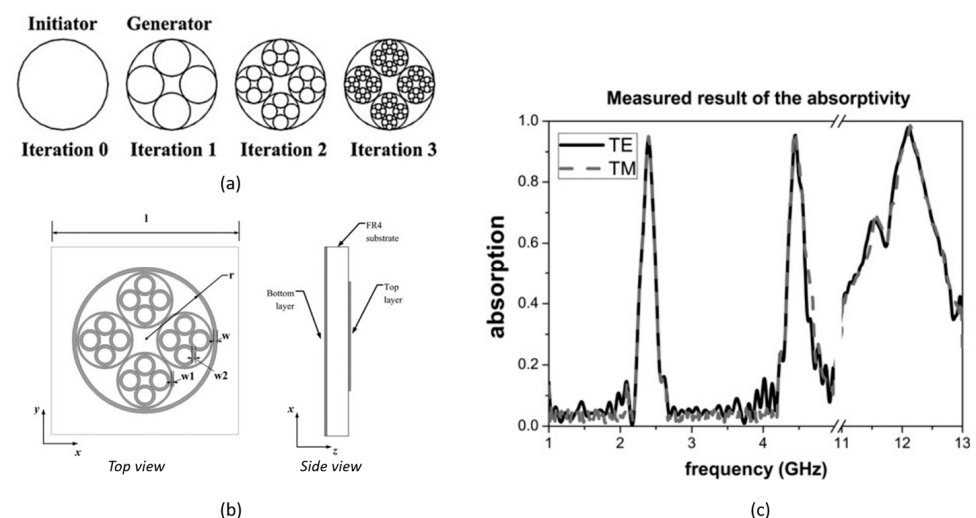 Initiator Generator
Iteration 0 Iteration 1 Iteration 2 Iteration 3
(a)
l
r
w
w2
w1
y
x
Top view
FR4
substrate
Bottom
layer
Top
layer
x
z
Side view
(b)
Measured result of the absorptivity
TE
TM
absorption
1.0
0.8
0.6
0.4
0.2
0.0
1 2 3 4 11 12 13
frequency (GHz)
(c)